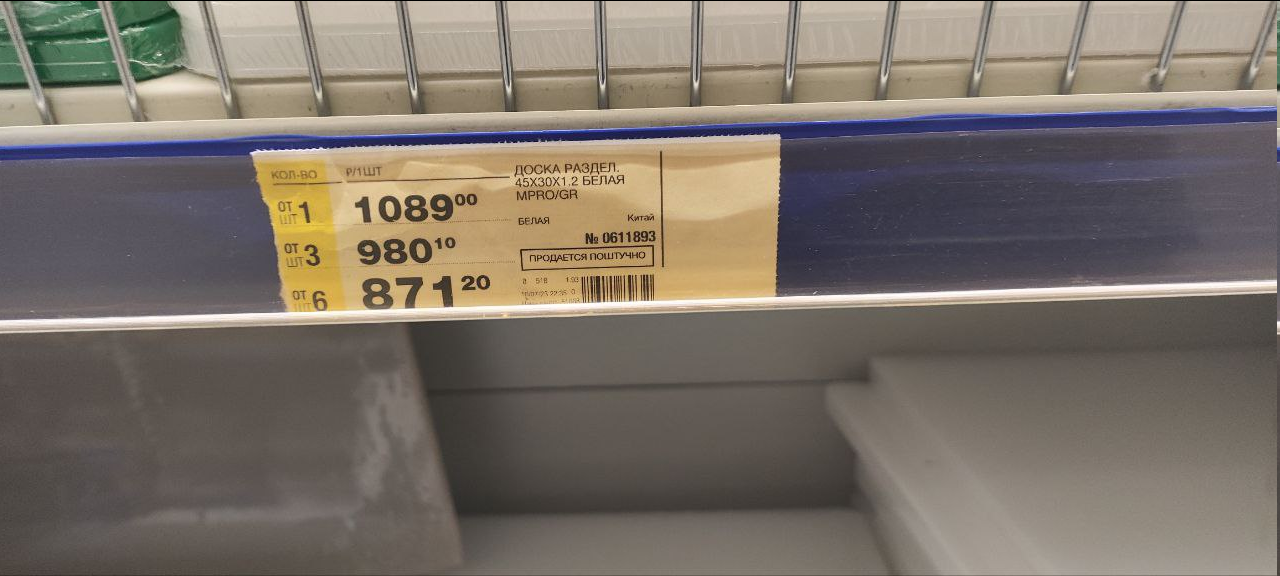 КОЛ-ВО Р/1ШТ
ОТ ШТ 1 1089 00
ОТ ШТ 3 980 10
ОТ ШТ 6 871 20
ДОСКА РАЗДЕЛ.
45X30X1.2 БЕЛАЯ
MPRO/GR
БЕЛАЯ Китай
№ 0611893
ПРОДАЕТСЯ ПОШТУЧНО